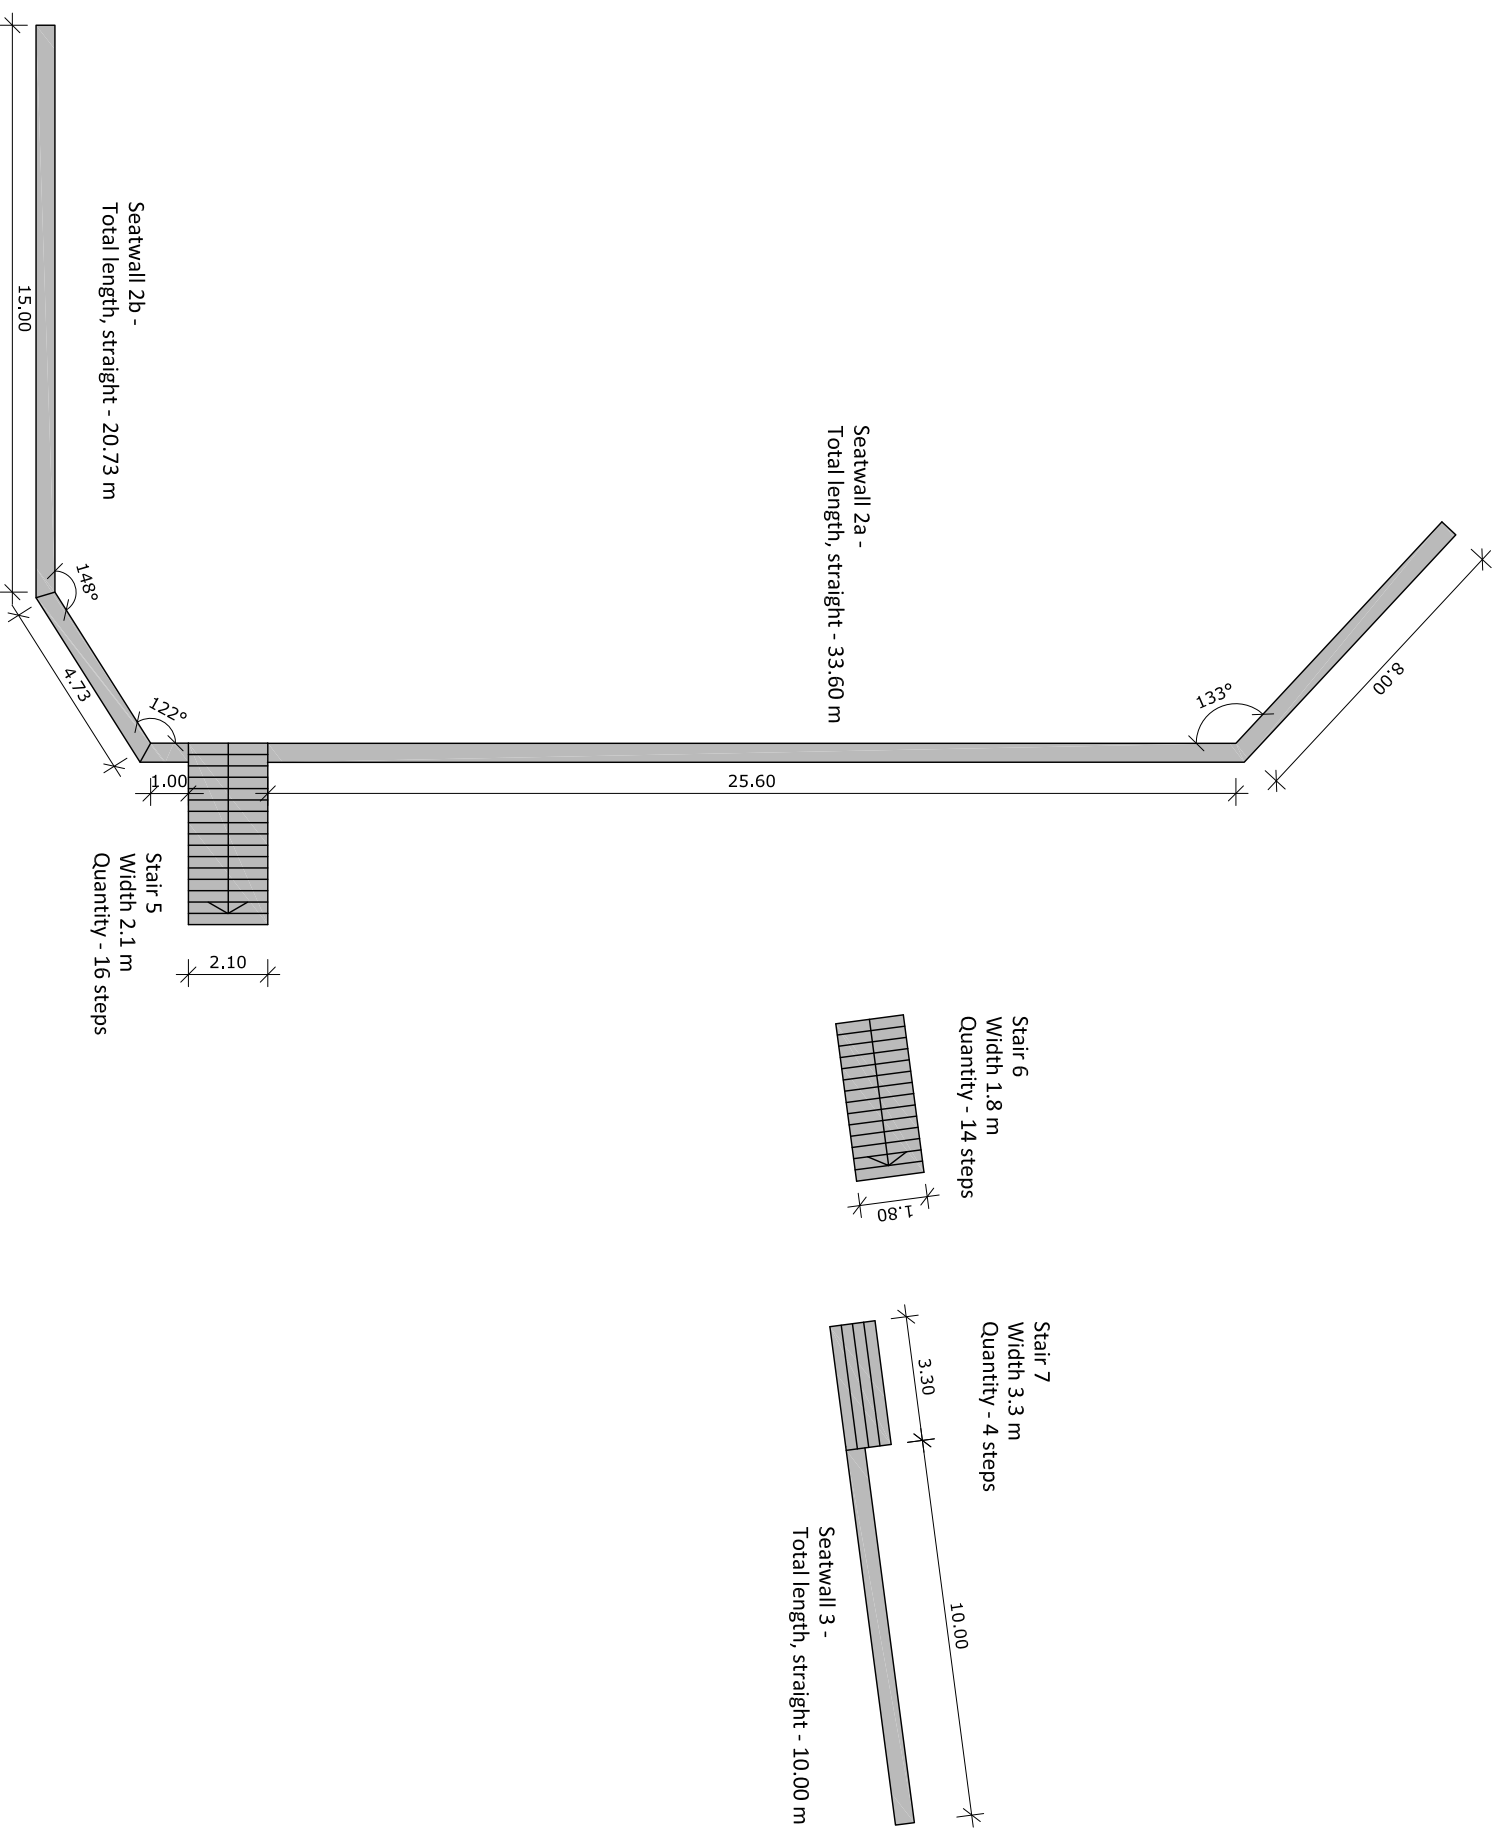 Seatwall 2b -
Total length, straight - 20.73 m
15.00
148°
4.73
122°
1.00
Seatwall 2a -
Total length, straight - 33.60 m
25.60
133°
8.00
Stair 5
Width 2.1 m
Quantity - 16 steps
2.10
Stair 6
Width 1.8 m
Quantity - 14 steps
1.80
Stair 7
Width 3.3 m
Quantity - 4 steps
3.30
10.00
Seatwall 3 -
Total length, straight - 10.00 m